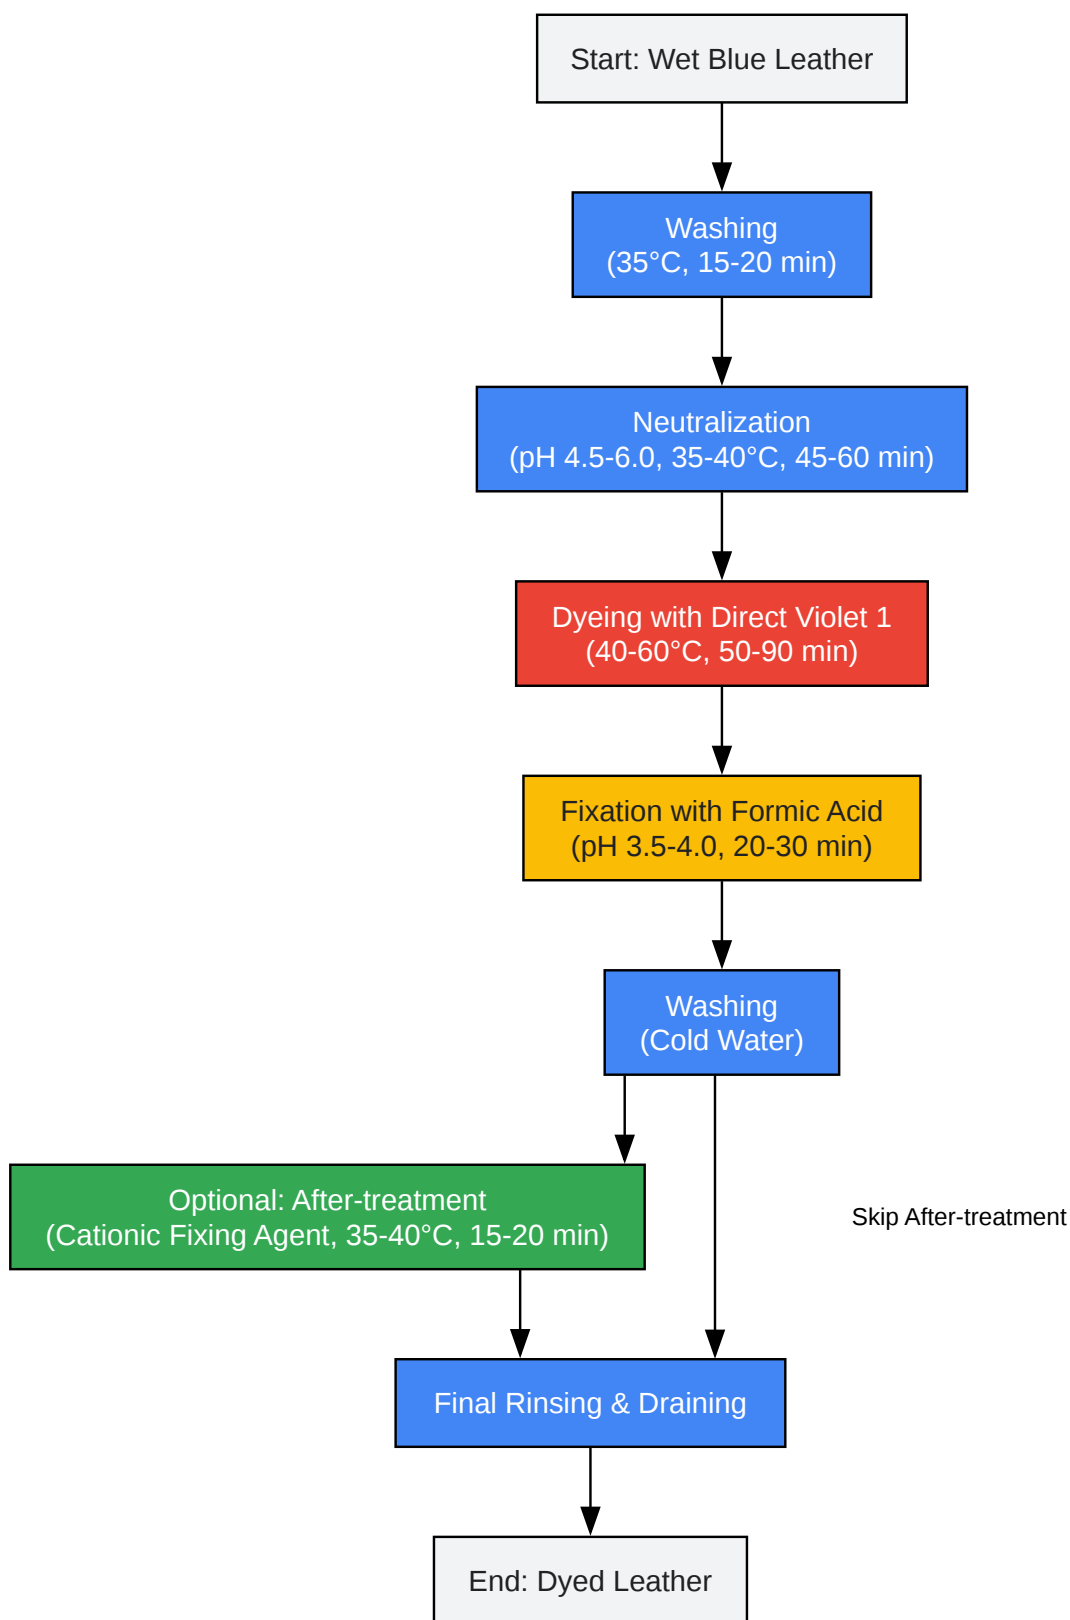 Start: Wet Blue Leather
Washing
(35°C, 15-20 min)
Neutralization
(pH 4.5-6.0, 35-40°C, 45-60 min)
Dyeing with Direct Violet 1
(40-60°C, 50-90 min)
Fixation with Formic Acid
(pH 3.5-4.0, 20-30 min)
Washing
(Cold Water)
Optional: After-treatment
(Cationic Fixing Agent, 35-40°C, 15-20 min)
Skip After-treatment
Final Rinsing & Draining
End: Dyed Leather